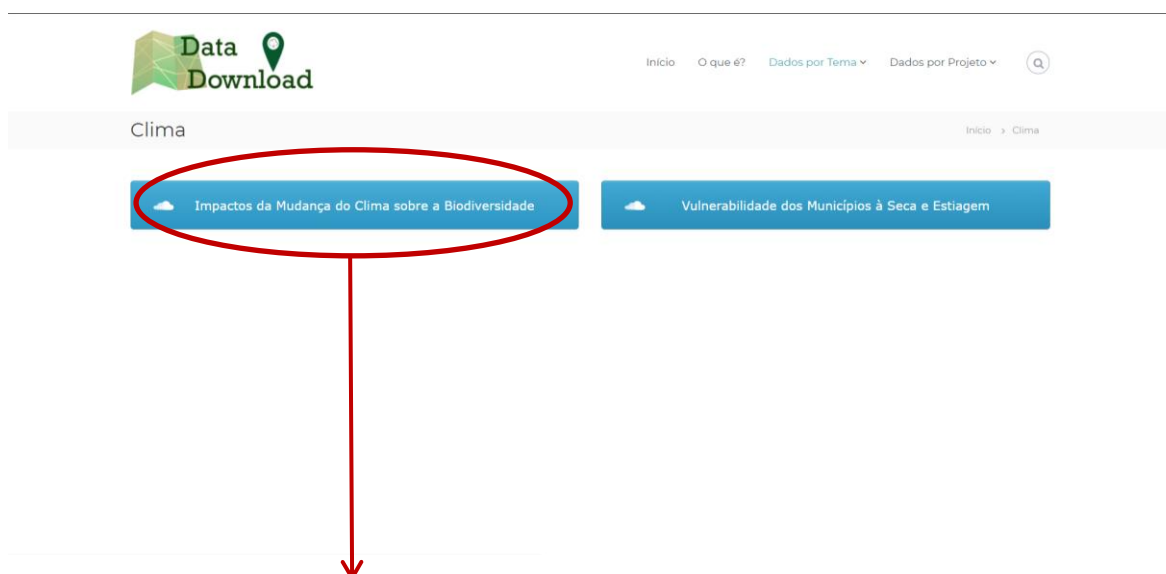 Data
Download
Início O que é? Dados por Tema Dados por Projeto
Clima
Início > Clima
Impactos da Mudança do Clima sobre a Biodiversidade
Vulnerabilidade dos Municípios à Seca e Estiagem